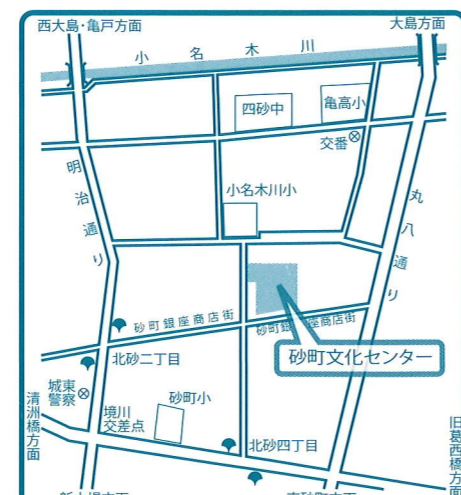 西大島・亀戸方面
大島方面
小名木川
四砂中
亀高小
交番
明治通り
小名木川小
丸八通り
砂町銀座商店街
砂町銀座商店街
砂町文化センター
北砂二丁目
城東
警察
砂町小
境川
交差点
清洲橋方面
北砂四丁目
旧葛西橋方面